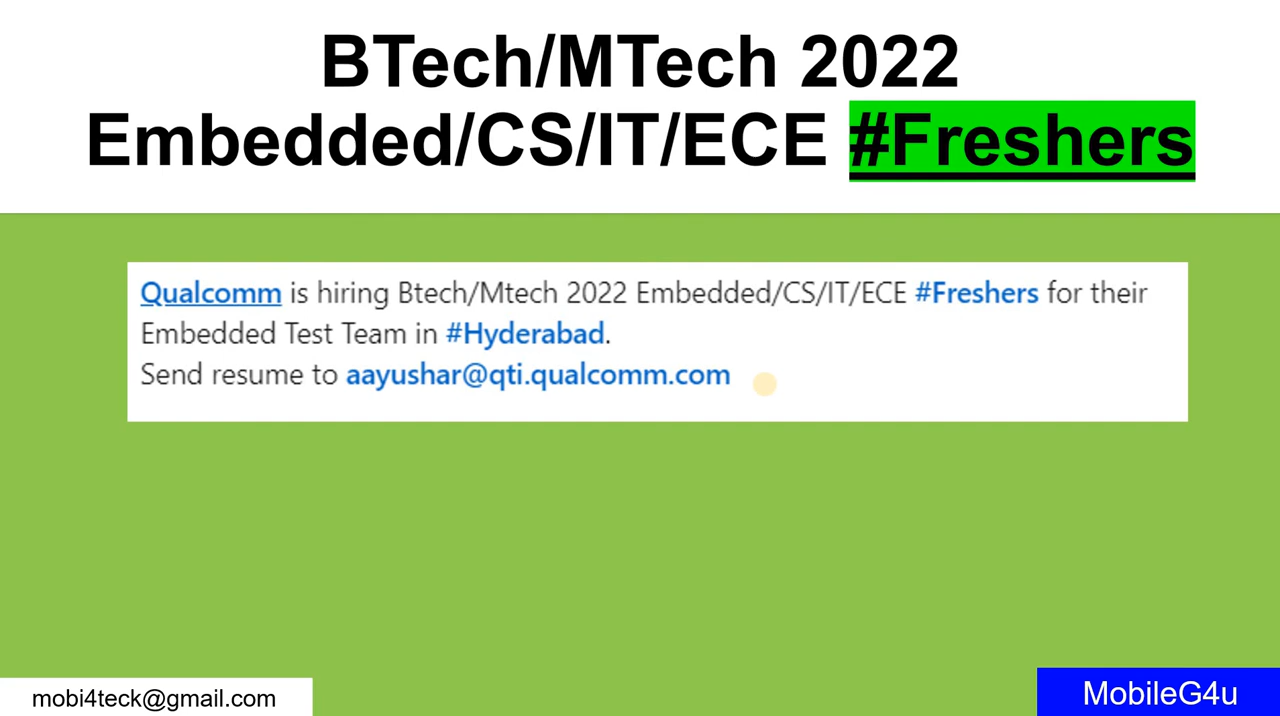 BTech/MTech 2022
Embedded/CS/IT/ECE #Freshers
Qualcomm is hiring Btech/Mtech 2022 Embedded/CS/IT/ECE #Freshers for their
Embedded Test Team in #Hyderabad.
Send resume to aayushar@qti.qualcomm.com
mobi4teck@gmail.com
MobileG4u